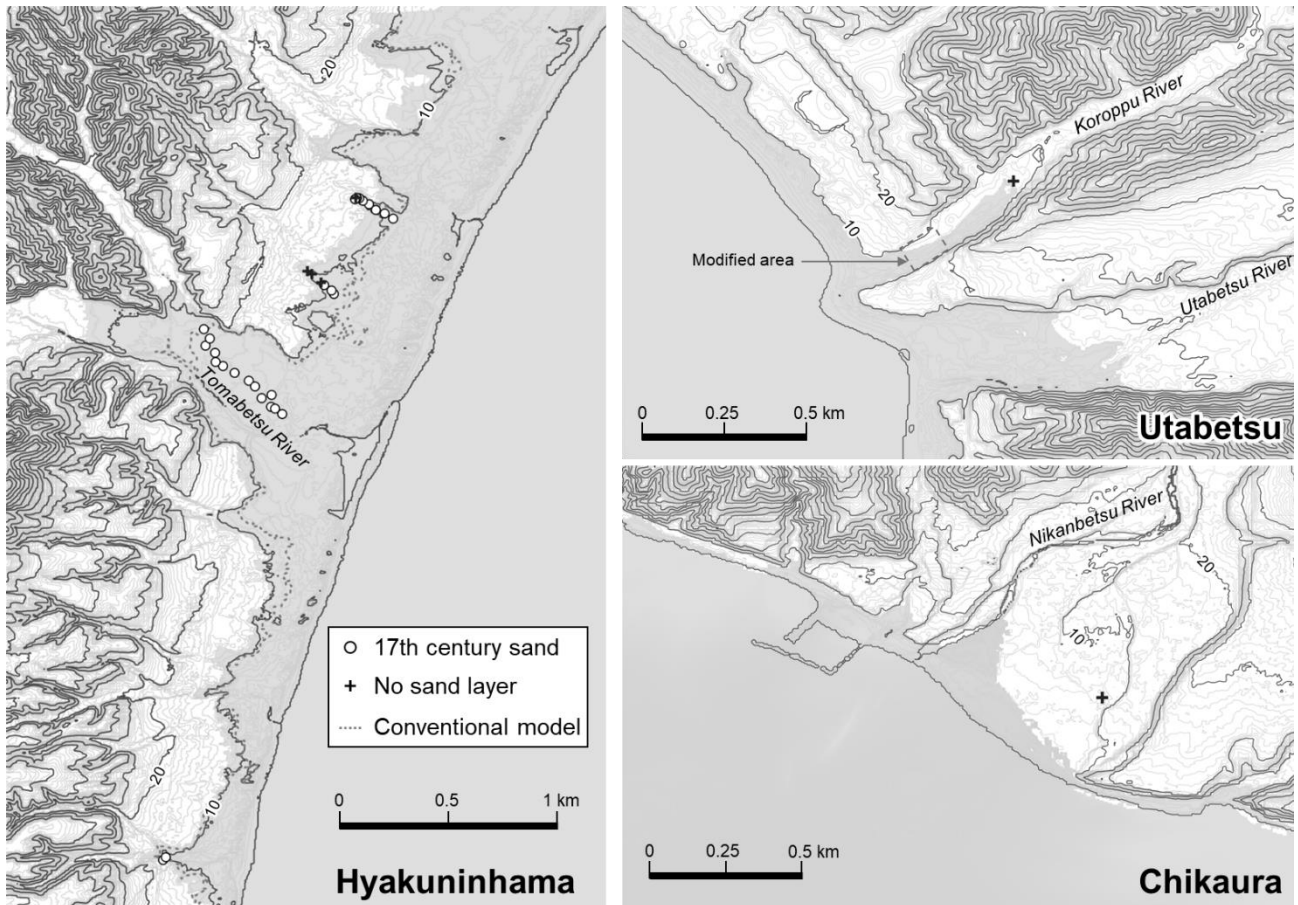 20
10
Tomabetsu River
17th century sand
No sand layer
Conventional model
20
10
0 0.5 1 km
Hyakuninhama
Koroppu River
20
10
Modified area
Utabetsu River
0 0.25 0.5 km
Utabetsu
Nikanbetsu River
20
10
0 0.25 0.5 km
Chikaura